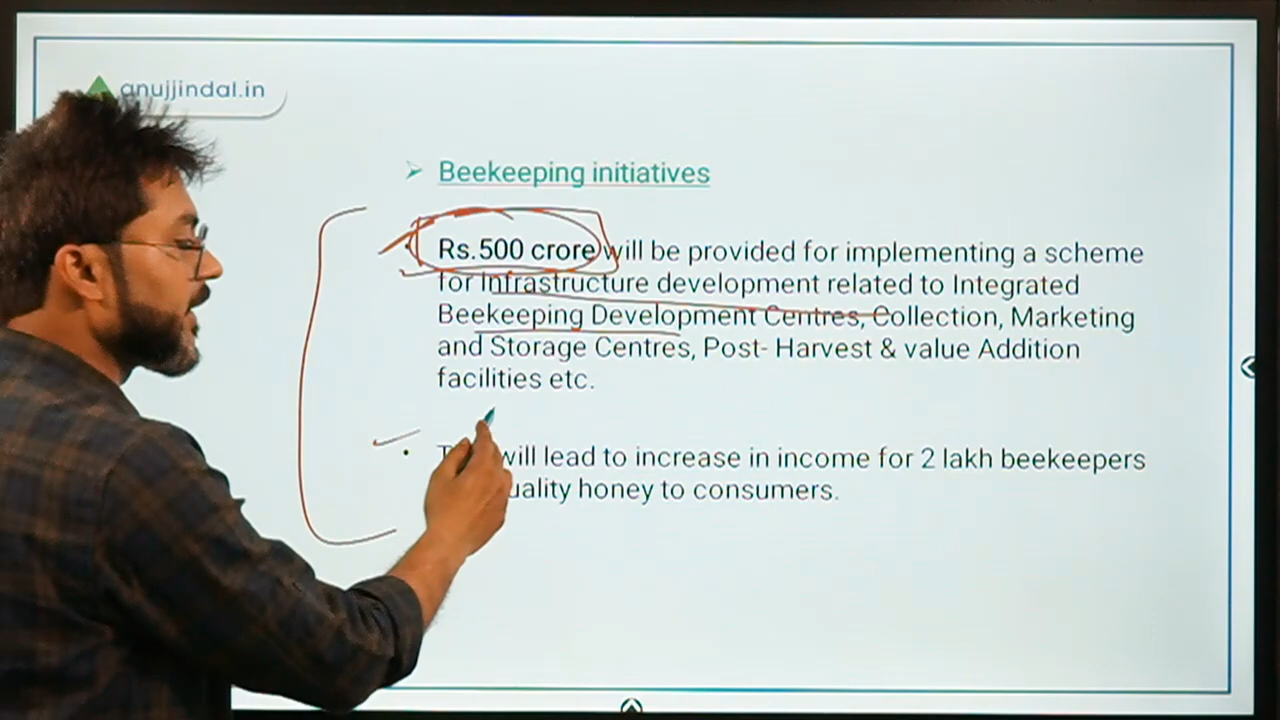 anujjindal.in
Beekeeping initiatives
Rs.500 crore will be provided for implementing a scheme
for Infrastructure development related to Integrated
Beekeeping Development Centres, Collection, Marketing
and Storage Centres, Post- Harvest & value Addition
facilities etc.
will lead to increase in income for 2 lakh beekeepers
honey to consumers.